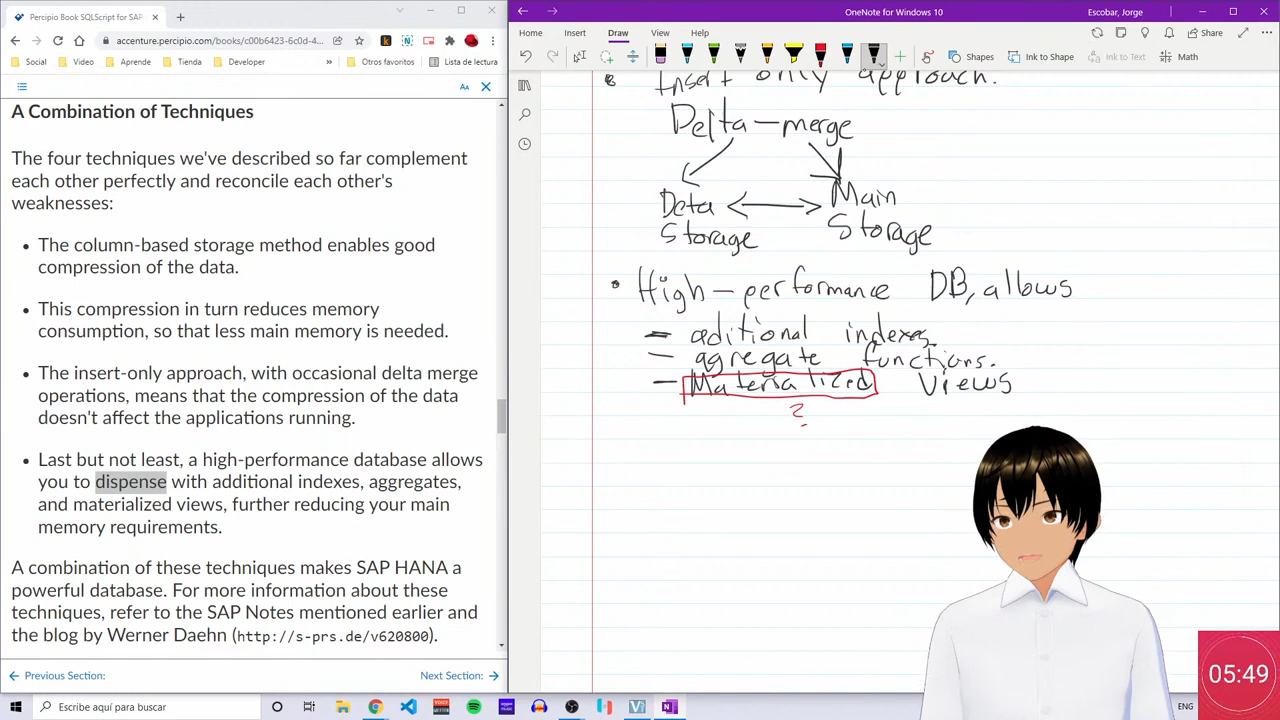 Percipio Book SQLScript for SAP
accenture.percipio.com/books/c00b6423-6c0d-4...
Social
Video
Aprende
Tienda
Developer
»
Otros favoritos
Lista de lectura
AA
A Combination of Techniques
The four techniques we've described so far complement
each other perfectly and reconcile each other's
weaknesses:
• The column-based storage method enables good
compression of the data.
• This compression in turn reduces memory
consumption, so that less main memory is needed.
• The insert-only approach, with occasional delta merge
operations, means that the compression of the data
doesn't affect the applications running.
• Last but not least, a high-performance database allows
you to dispense with additional indexes, aggregates,
and materialized views, further reducing your main
memory requirements.
A combination of these techniques makes SAP HANA a
powerful database. For more information about these
techniques, refer to the SAP Notes mentioned earlier and
the blog by Werner Daehn (http://s-prs.de/v620800).
Previous Section:
Next Section:
OneNote for Windows 10
Escobar, Jorge
Home
Insert
Draw
View
Help
Share
Shapes
Ink to Shape
Ink to Text
Math
Insert only approach.
Delta - merge
Deta
Storage
Main
Storage
• High - performance DB, allows
- aditional indexes.
- agregate functions.
- Materialized Views
?
05:49
Escribe aquí para buscar
ENG